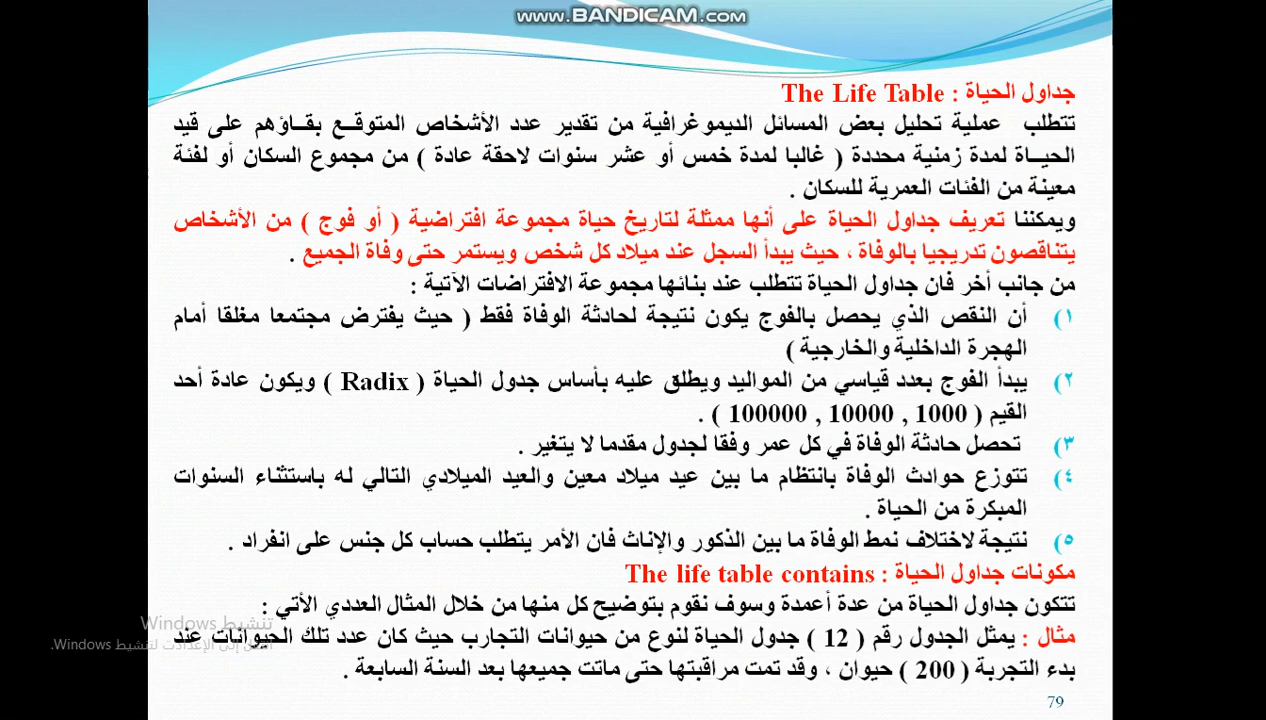 www.BANDICAM.com
جداول الحياة : The Life Table
تتطلب عملية تحليل بعض المسائل الديموغرافية من تقدير عدد الأشخاص المتوقع بقاؤهم على قيد
الحياة لمدة زمنية محددة ( غالبا لمدة خمس أو عشر سنوات لاحقة عادة ) من مجموع السكان أو لفئة
معينة من الفئات العمرية للسكان .
ويمكننا تعريف جداول الحياة على أنها ممثلة لتاريخ حياة مجموعة افتراضية ( أو فوج ) من الأشخاص
يتناقصون تدريجيا بالوفاة ، حيث يبدأ السجل عند ميلاد كل شخص ويستمر حتى وفاة الجميع .
من جانب أخر فان جداول الحياة تتطلب عند بنائها مجموعة الافتراضات الآتية :
١) أن النقص الذي يحصل بالفوج يكون نتيجة لحادثة الوفاة فقط ( حيث يفترض مجتمعا مغلقا أمام
الهجرة الداخلية والخارجية )
٢) يبدأ الفوج بعدد قياسي من المواليد ويطلق عليه بأساس جدول الحياة ( Radix ) ويكون عادة أحد
القيم ( 1000 , 10000 , 100000 ) .
٣) تحصل حادثة الوفاة في كل عمر وفقا لجدول مقدما لا يتغير .
٤) تتوزع حوادث الوفاة بانتظام ما بين عيد ميلاد معين والعيد الميلادي التالي له باستثناء السنوات
المبكرة من الحياة .
٥) نتيجة لاختلاف نمط الوفاة ما بين الذكور والإناث فان الأمر يتطلب حساب كل جنس على انفراد .
مكونات جداول الحياة : The life table contains
تتكون جداول الحياة من عدة أعمدة وسوف نقوم بتوضيح كل منها من خلال المثال العددي الأتي :
تنشيط Windows
مثال : يمثل الجدول رقم ( 12 ) جدول الحياة لنوع من حيوانات التجارب حيث كان عدد تلك الحيوانات عند
انتقل إلى الإعدادات لتنشيط Windows.
بدء التجربة ( 200 ) حيوان ، وقد تمت مراقبتها حتى ماتت جميعها بعد السنة السابعة .
79